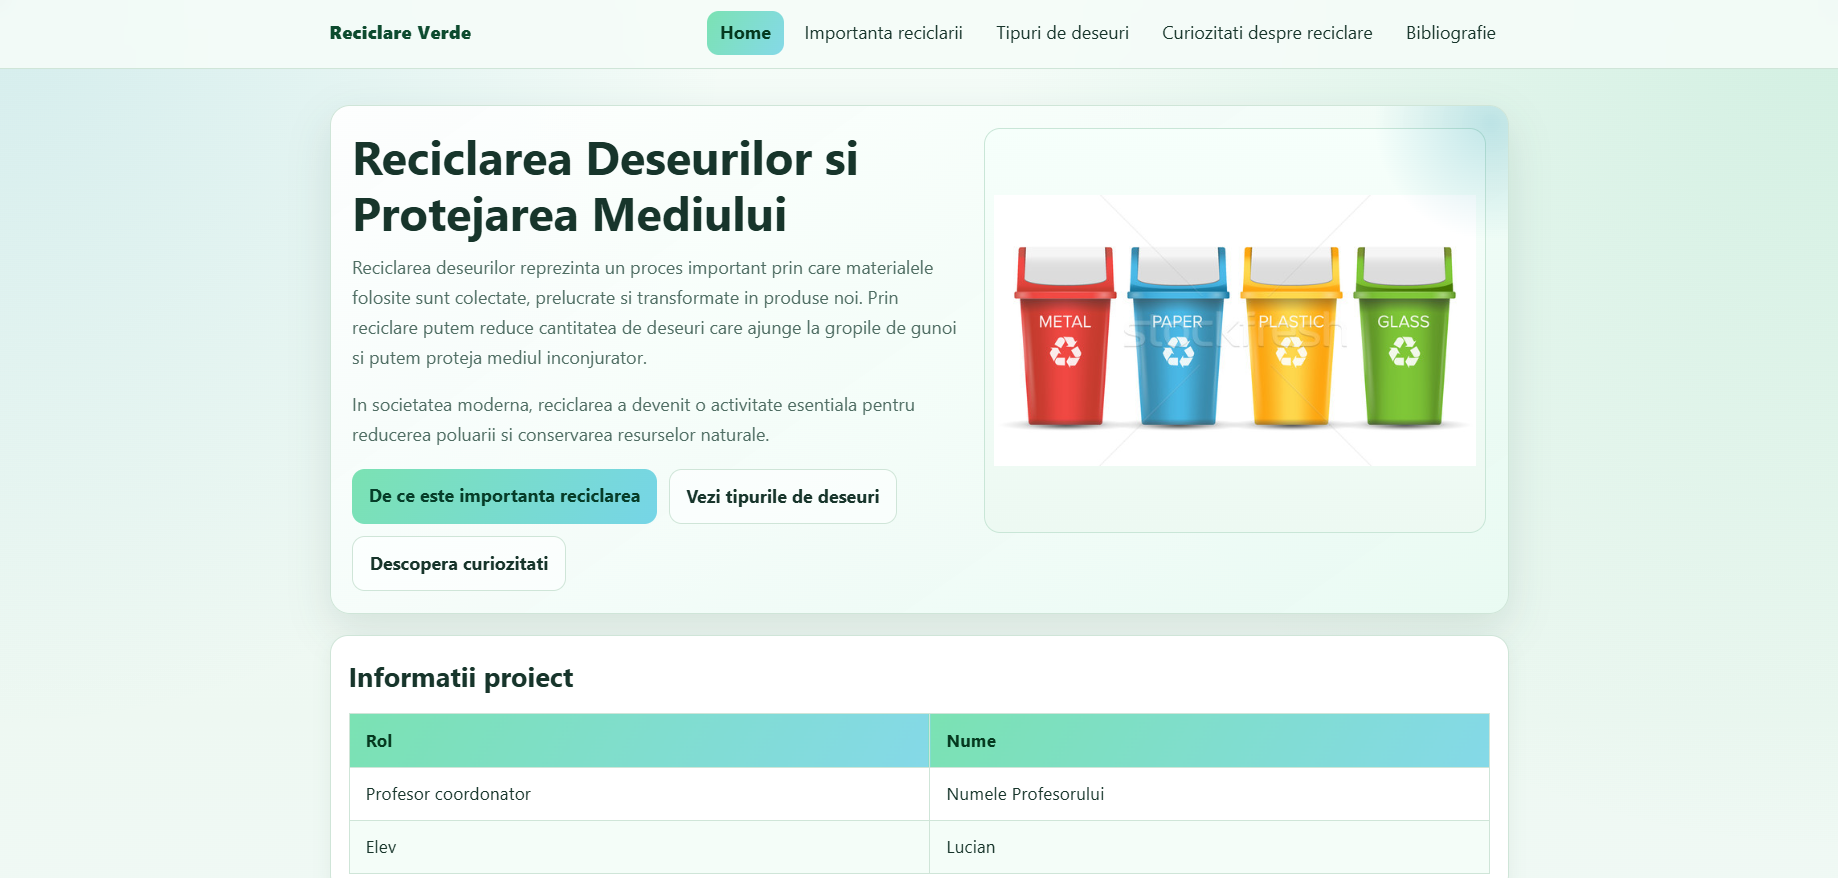 Reciclare Verde
Home
Importanta reciclarii
Tipuri de deseuri
Curiozitati despre reciclare
Bibliografie
Reciclarea Deseurilor si
Protejarea Mediului
Reciclarea deseurilor reprezinta un proces important prin care materialele
folosite sunt colectate, prelucrate si transformate in produse noi. Prin
reciclare putem reduce cantitatea de deseuri care ajunge la gropile de gunoi
si putem proteja mediul inconjurator.
In societatea moderna, reciclarea a devenit o activitate esentiala pentru
reducerea poluarii si conservarea resurselor naturale.
De ce este importanta reciclarea
Vezi tipurile de deseuri
Descopera curiozitati
METAL
PAPER
PLASTIC
GLASS
stockfresh
Informatii proiect
Rol
Nume
Profesor coordonator
Numele Profesorului
Elev
Lucian